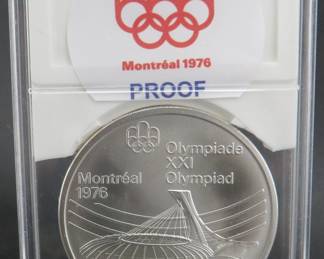 Montréal 1976
PROOF
Olympiade
XXI
Olympiad
Montréal
1976